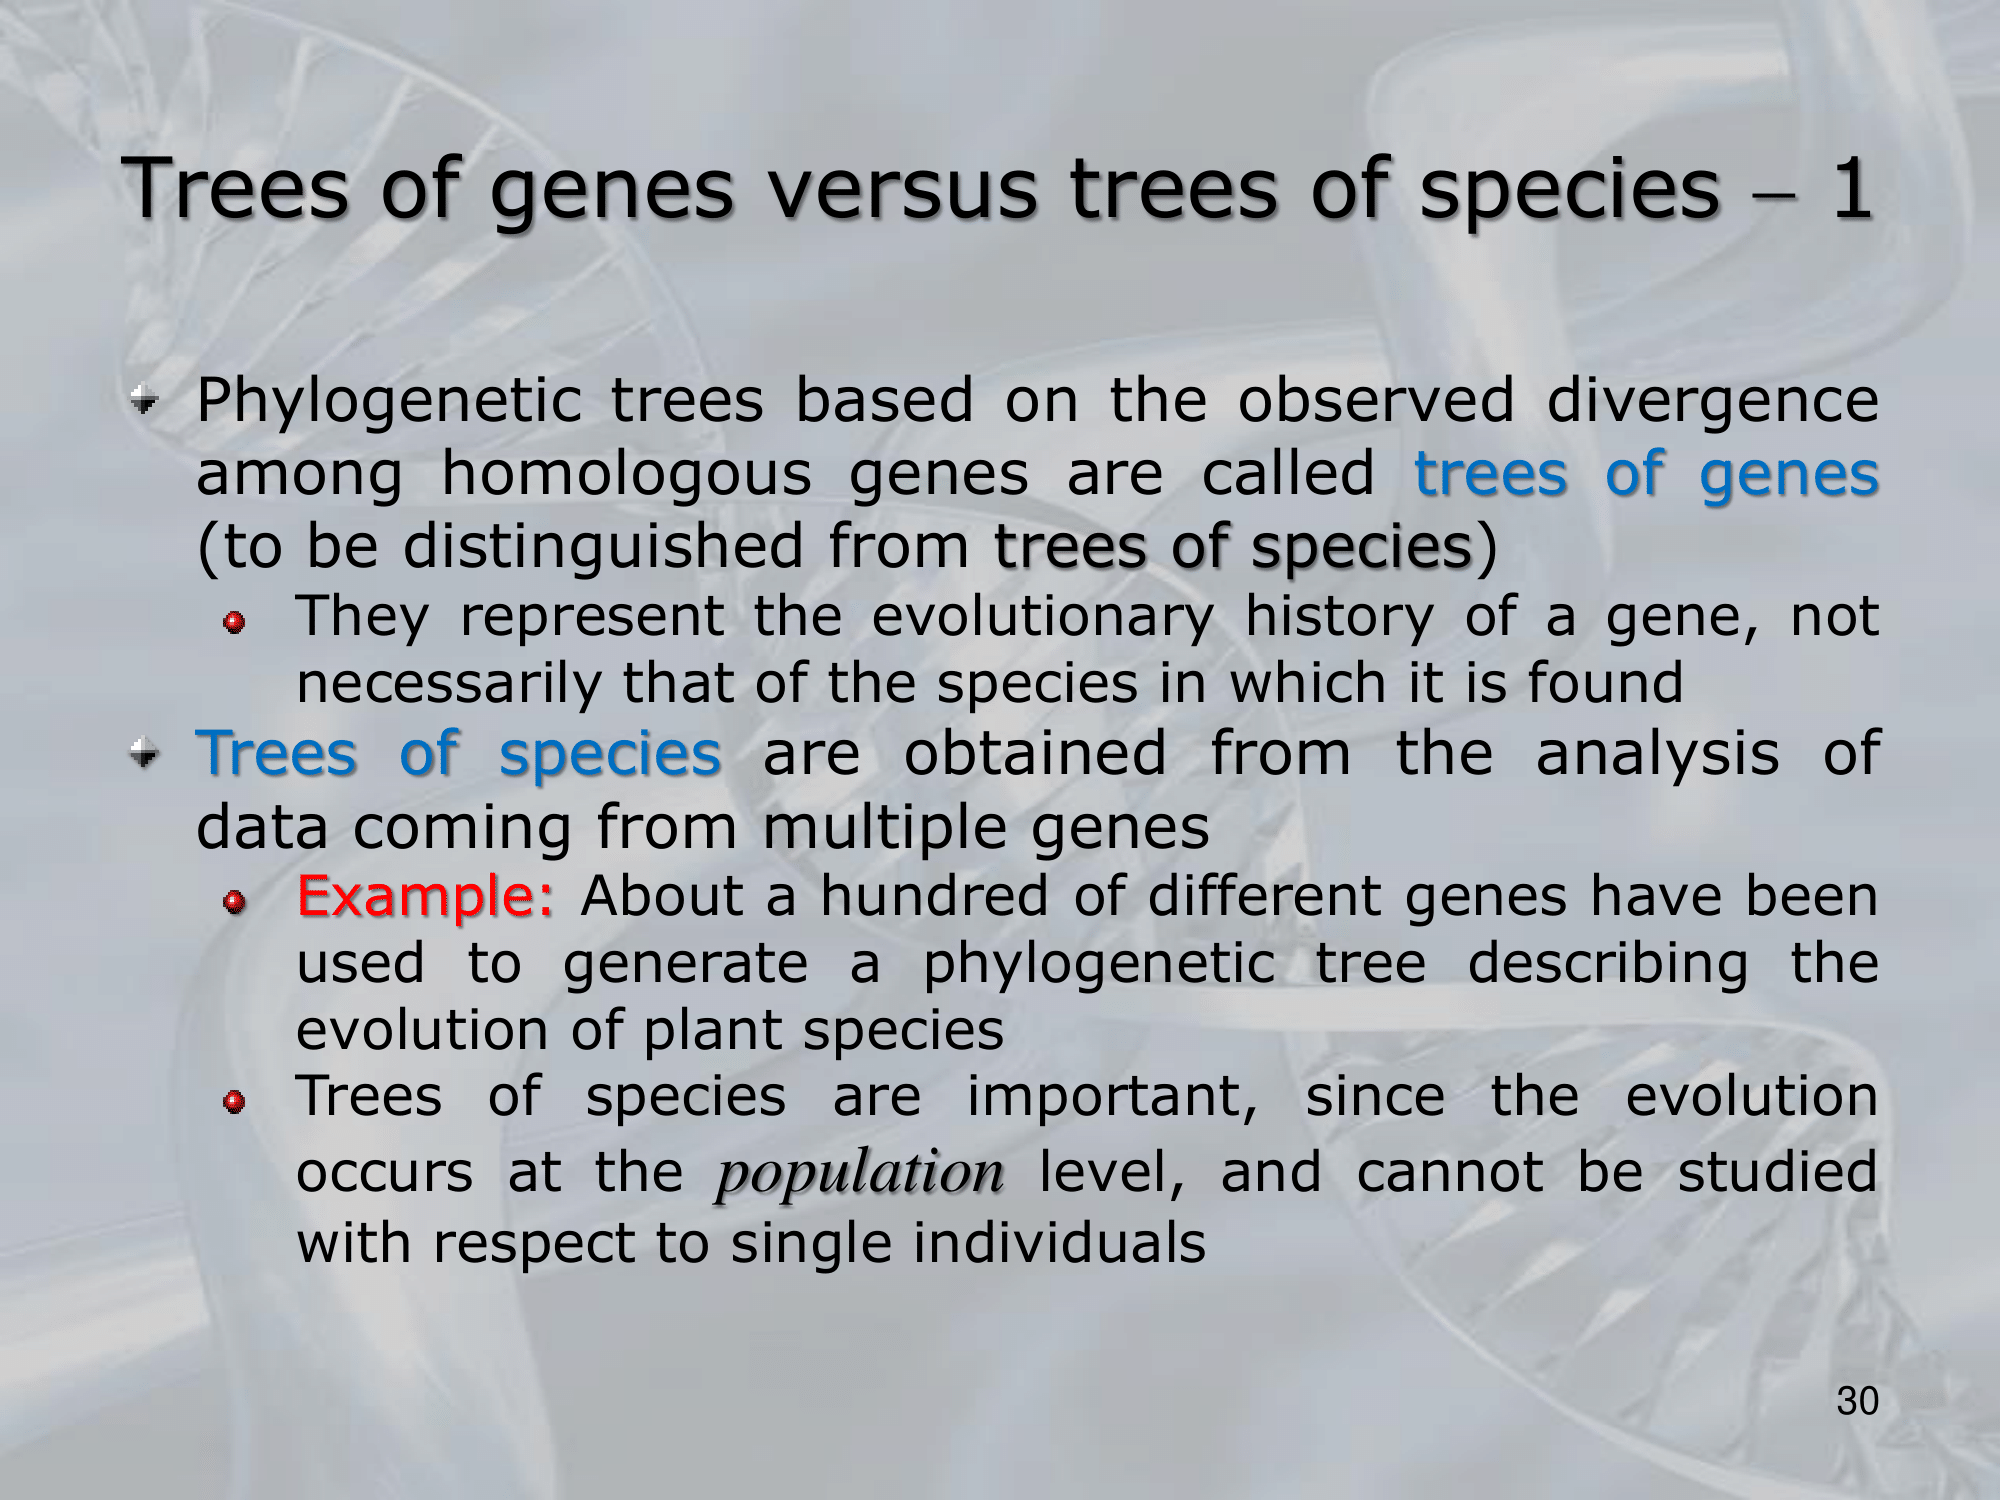 Trees of genes versus trees of species – 1
Phylogenetic trees based on the observed divergence
among homologous genes are called trees of genes
(to be distinguished from trees of species)
They represent the evolutionary history of a gene, not
necessarily that of the species in which it is found
Trees of species are obtained from the analysis of
data coming from multiple genes
Example: About a hundred of different genes have been
used to generate a phylogenetic tree describing the
evolution of plant species
Trees of species are important, since the evolution
occurs at the population level, and cannot be studied
with respect to single individuals
30